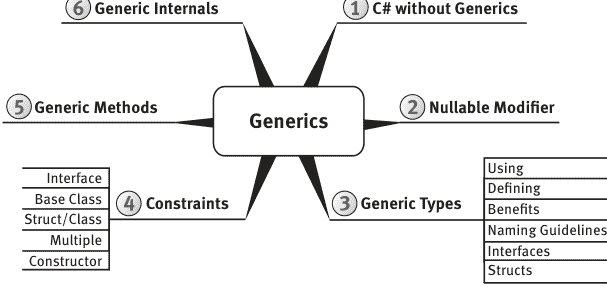 6 Generic Internals
1 C# without Generics
5 Generic Methods
Generics
2 Nullable Modifier
Interface
Base Class
Struct/Class
Multiple
Constructor
4 Constraints
3 Generic Types
Using
Defining
Benefits
Naming Guidelines
Interfaces
Structs